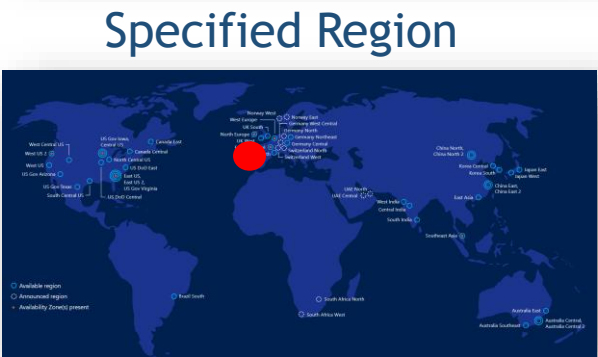 Specified Region
Norway West
Norway East
West Europe
Germany West Central
UK South
Germany North
North Europe
Germany Northeast
UK West
Germany Central
Switzerland North
Switzerland West
West Central US
US Gov Iowa,
Central US
Canada East
West US 2
Canada Central
North Central US
West US
US DoD East
US Gov Arizona
East US,
East US 2,
US Gov Virginia
US Gov Texas
South Central US
US DoD Central
China North,
China North 2
Korea Central
Korea South
Japan East
Japan West
China East,
China East 2
East Asia
UAE North
UAE Central
West India
Central India
South India
Southeast Asia
Available region
Announced region
Availability Zone(s) present
Brazil South
South Africa North
South Africa West
Australia East
Australia Central,
Australia Central 2
Australia Southeast